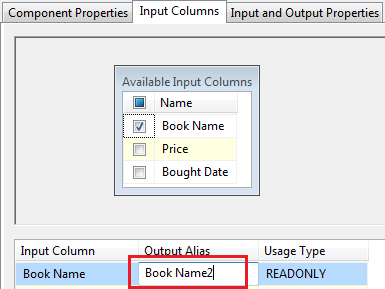 Component Properties Input Columns Input and Output Properties
Available Input Columns
Name
Book Name
Price
Bought Date
Input Column Output Alias Usage Type
Book Name Book Name2 READONLY